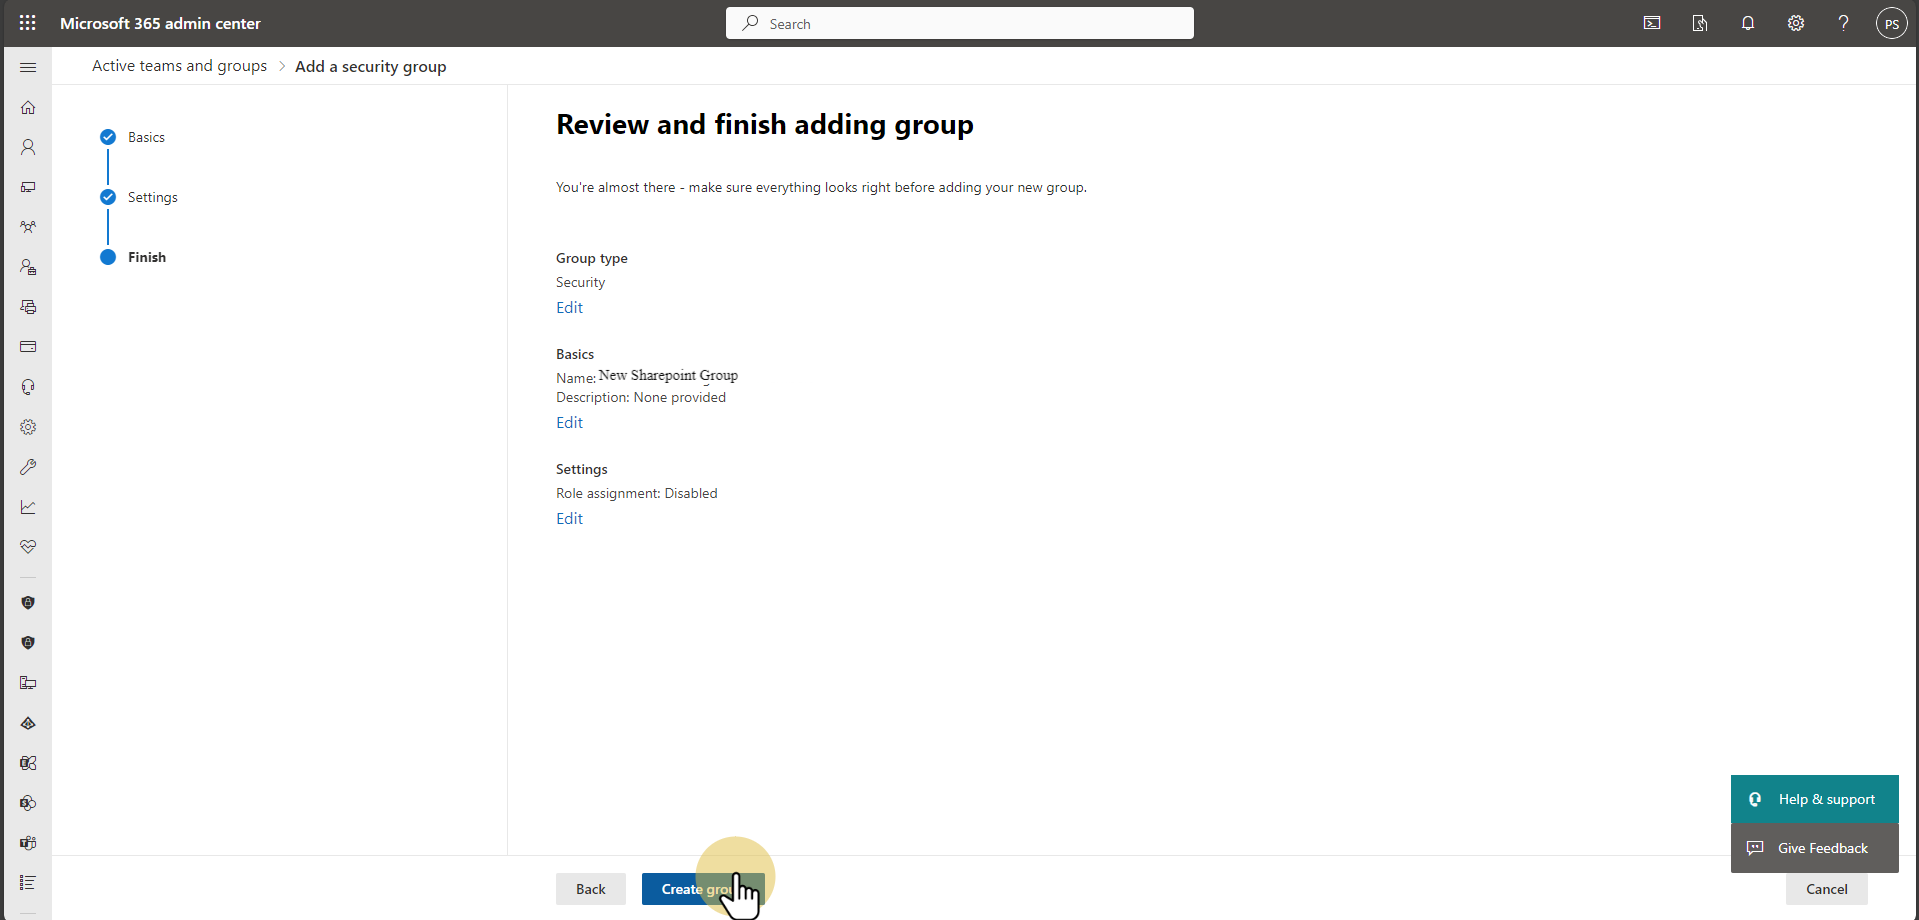 Microsoft 365 admin center
Search
PS
Active teams and groups > Add a security group
Basics
Settings
Finish
Review and finish adding group
You're almost there - make sure everything looks right before adding your new group.
Group type
Security
Edit
Basics
Name: New Sharepoint Group
Description: None provided
Edit
Settings
Role assignment: Disabled
Edit
Help & support
Give Feedback
Back
Create group
Cancel